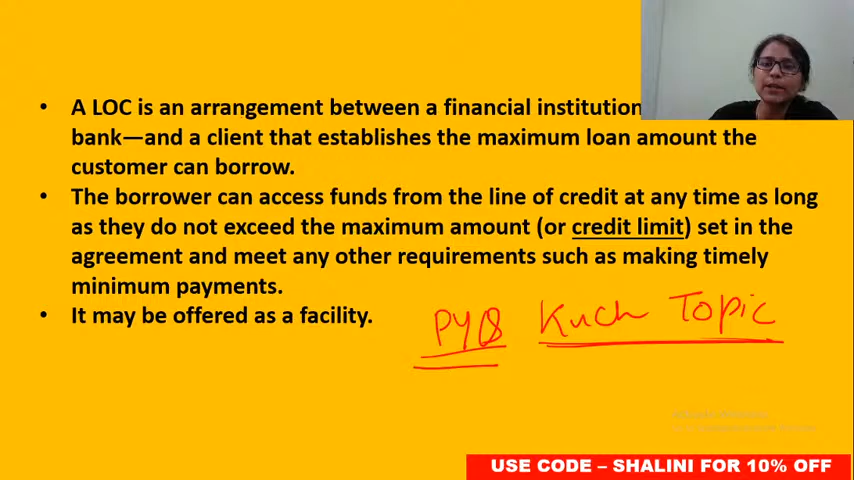 • A LOC is an arrangement between a financial institution
bank—and a client that establishes the maximum loan amount the
customer can borrow.
• The borrower can access funds from the line of credit at any time as long
as they do not exceed the maximum amount (or credit limit) set in the
agreement and meet any other requirements such as making timely
minimum payments.
• It may be offered as a facility.
PYQ Kuch Topic
USE CODE – SHALINI FOR 10% OFF